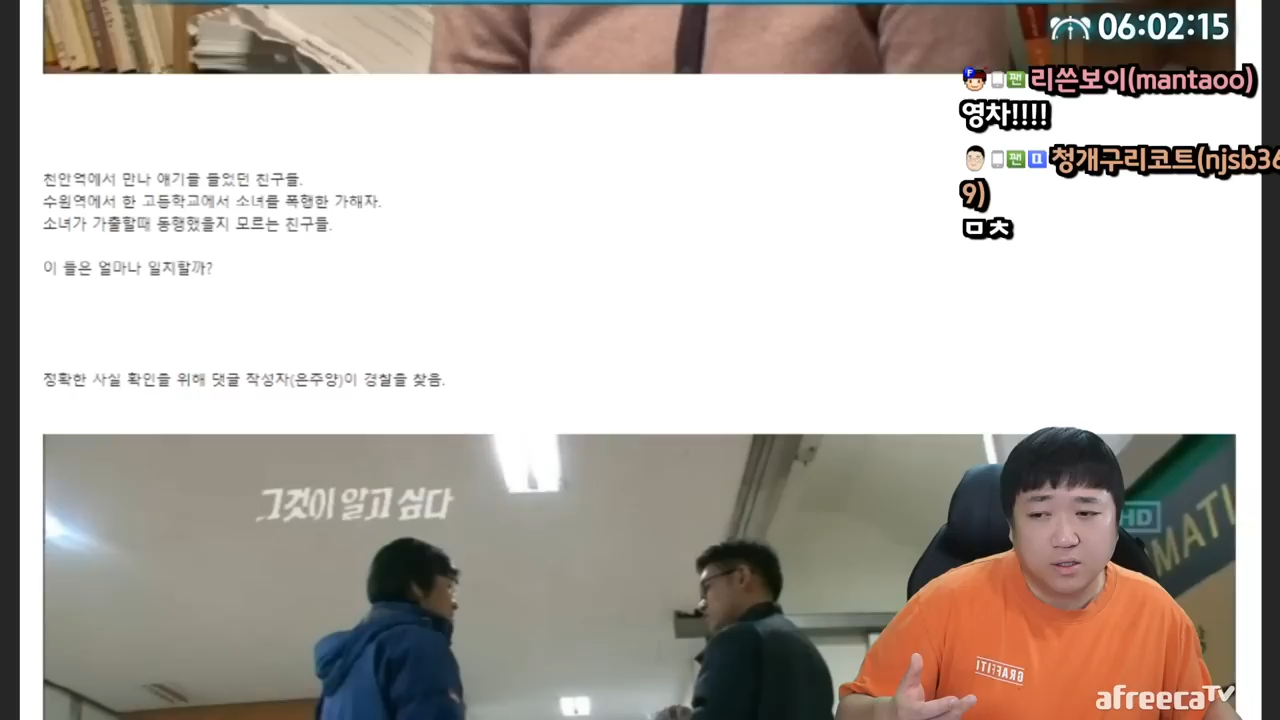 06:02:15
리쓴보이(mantaoo)
영차!!!!
청개구리코트(njsb36
9)
ㅁㅊ
천안역에서 만나 얘기을 들었던 친구들.
수원역에서 한 고등학교에서 소녀를 폭행한 가해자.
소녀가 가출할때 동행했을지 모르는 친구들.
이 들은 얼마나 일치할까?
정확한 사실 확인을 위해 댓글 작성자(은주양)이 경찰을 찾음.
그것이 알고싶다
HD
MATI
GRAFFITI
afreecaTV